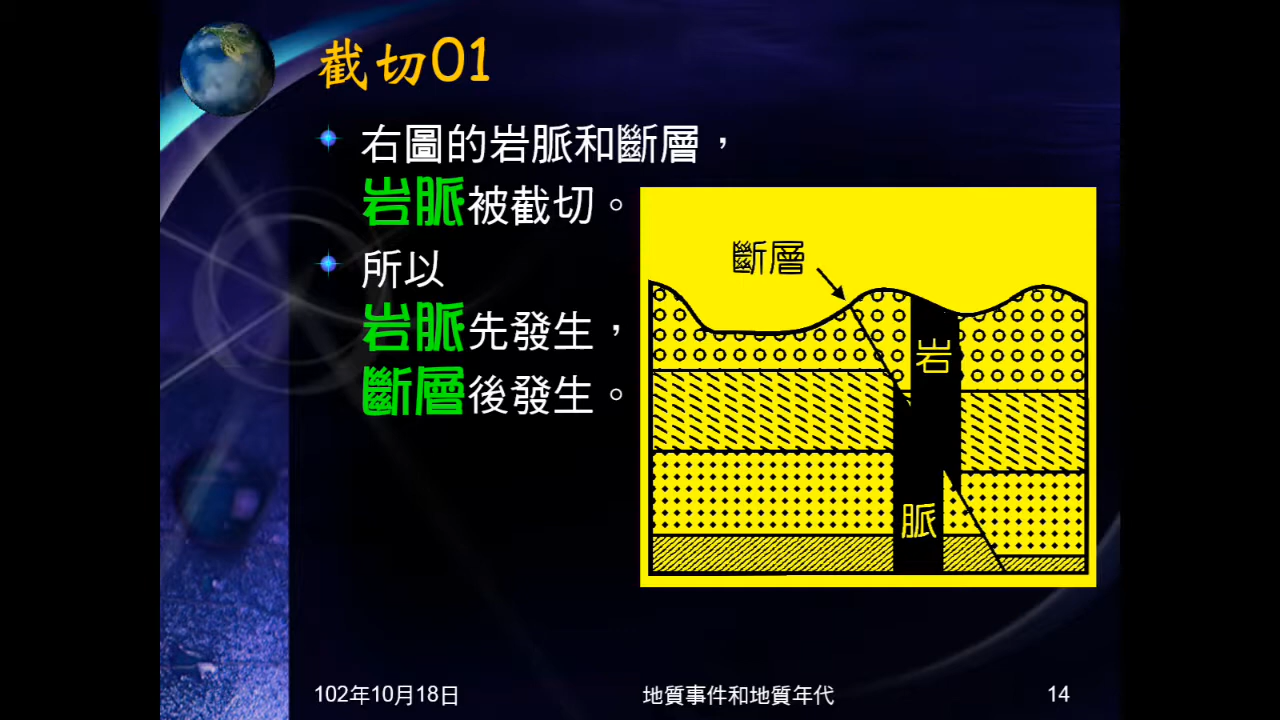 截切01
右圖的岩脈和斷層，
岩脈被截切。
所以
岩脈先發生，
斷層後發生。
斷層
岩
脈
102年10月18日
地質事件和地質年代
14